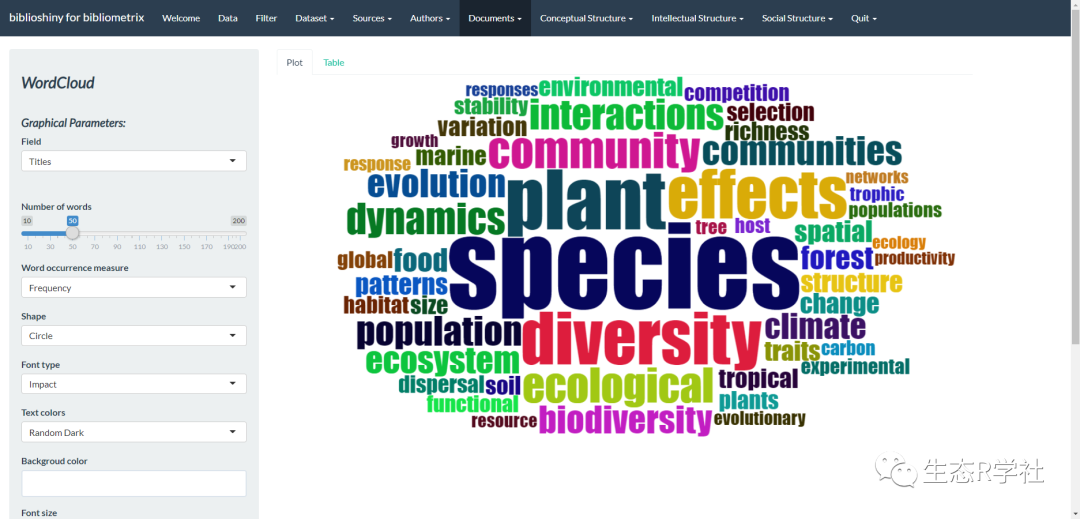 biblioshiny for bibliometrix Welcome Data Filter Dataset Sources Authors Documents Conceptual Structure Intellectual Structure Social Structure Quit
WordCloud
Graphical Parameters:
Field
Titles
Number of words
10 50 200
10 30 50 70 90 110 130 150 170 190 200
Word occurrence measure
Frequency
Shape
Circle
Font type
Impact
Text colors
Random Dark
Backgroud color
Font size
Plot Table
responses environmental competition
stability interactions selection
variation richness
growth marine community communities
response evolution plant effects networks
trophic
dynamics populations
tree host spatial
ecology
global food species forest productivity
patterns structure
habitat size change
population diversity climate
ecosystem traits carbon
experimental
dispersal soil ecological tropical
functional plants
resource biodiversity evolutionary
生态R学社